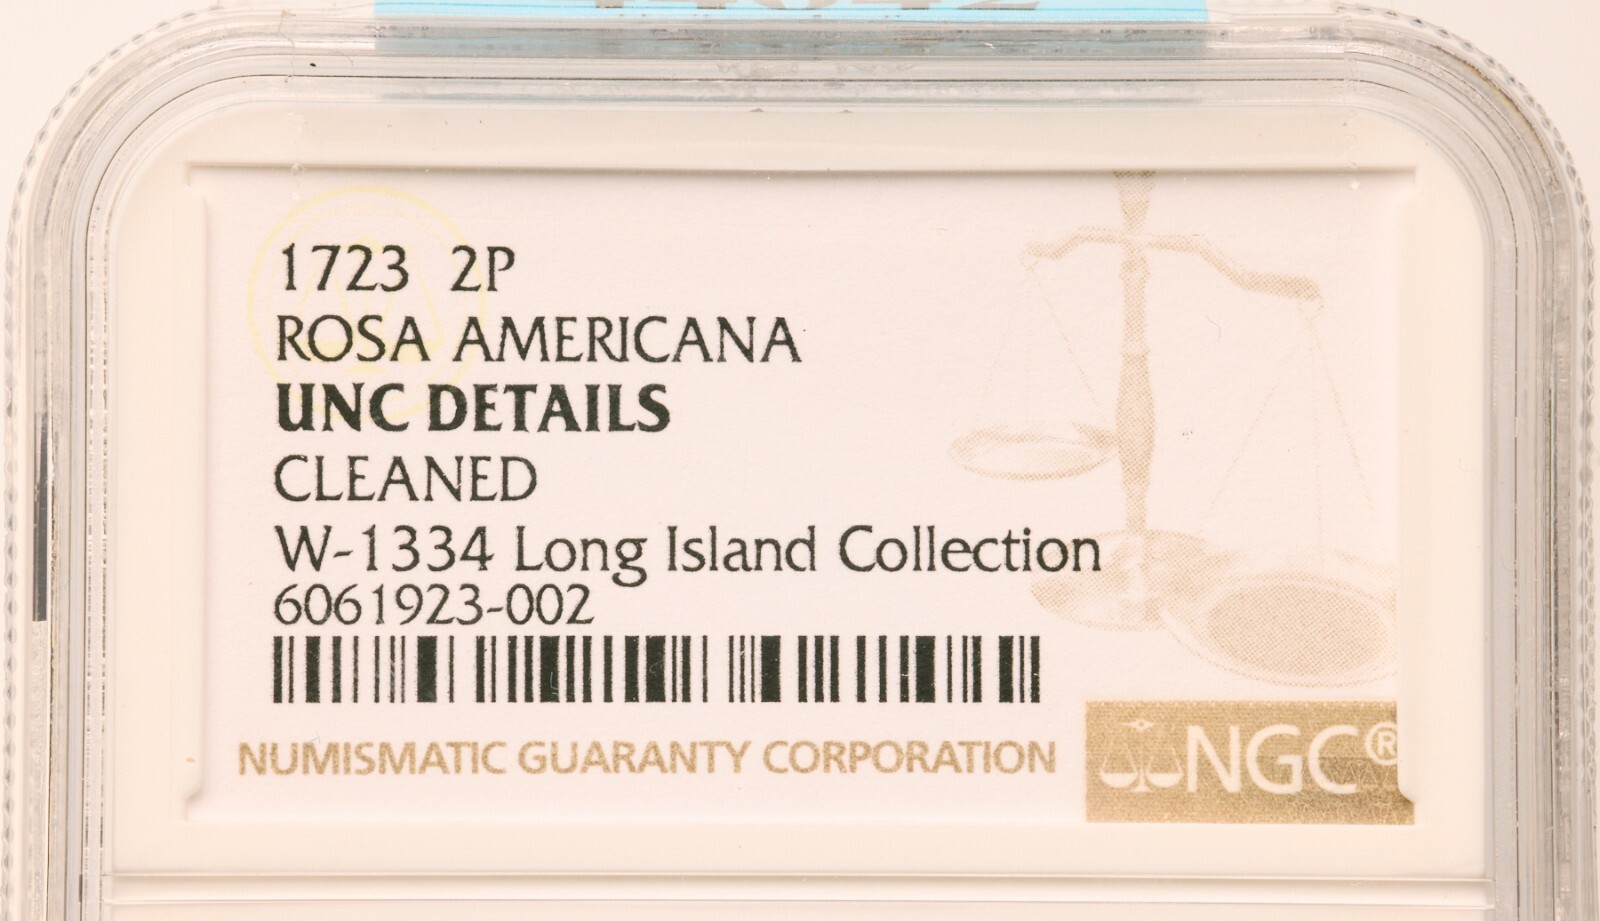 1723 2P
ROSA AMERICANA
UNC DETAILS
CLEANED
W-1334 Long Island Collection
6061923-002
NUMISMATIC GUARANTY CORPORATION
NGC®